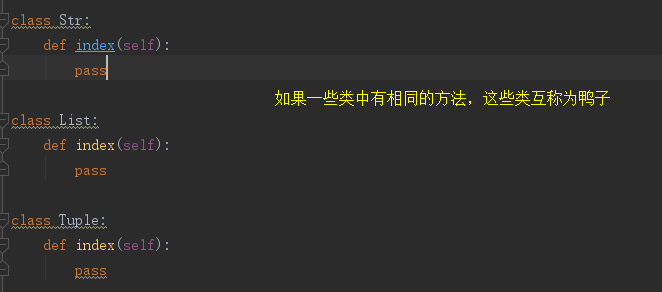 class Str:
    def index(self):
        pass
如果一些类中有相同的方法，这些类互称为鸭子
class List:
    def index(self):
        pass
class Tuple:
    def index(self):
        pass